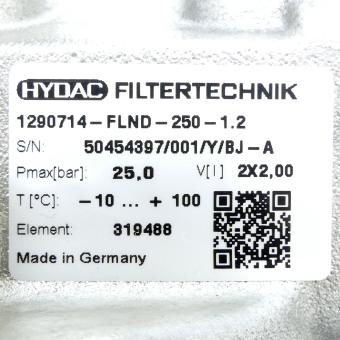 HYDAC FILTERTECHNIK
1290714-FLND-250-1.2
S/N: 50454397/001/Y/BJ-A
Pmax[bar]: 25,0 V[l] 2X2,00
T [°C]: -10 ... + 100
Element: 319488
Made in Germany